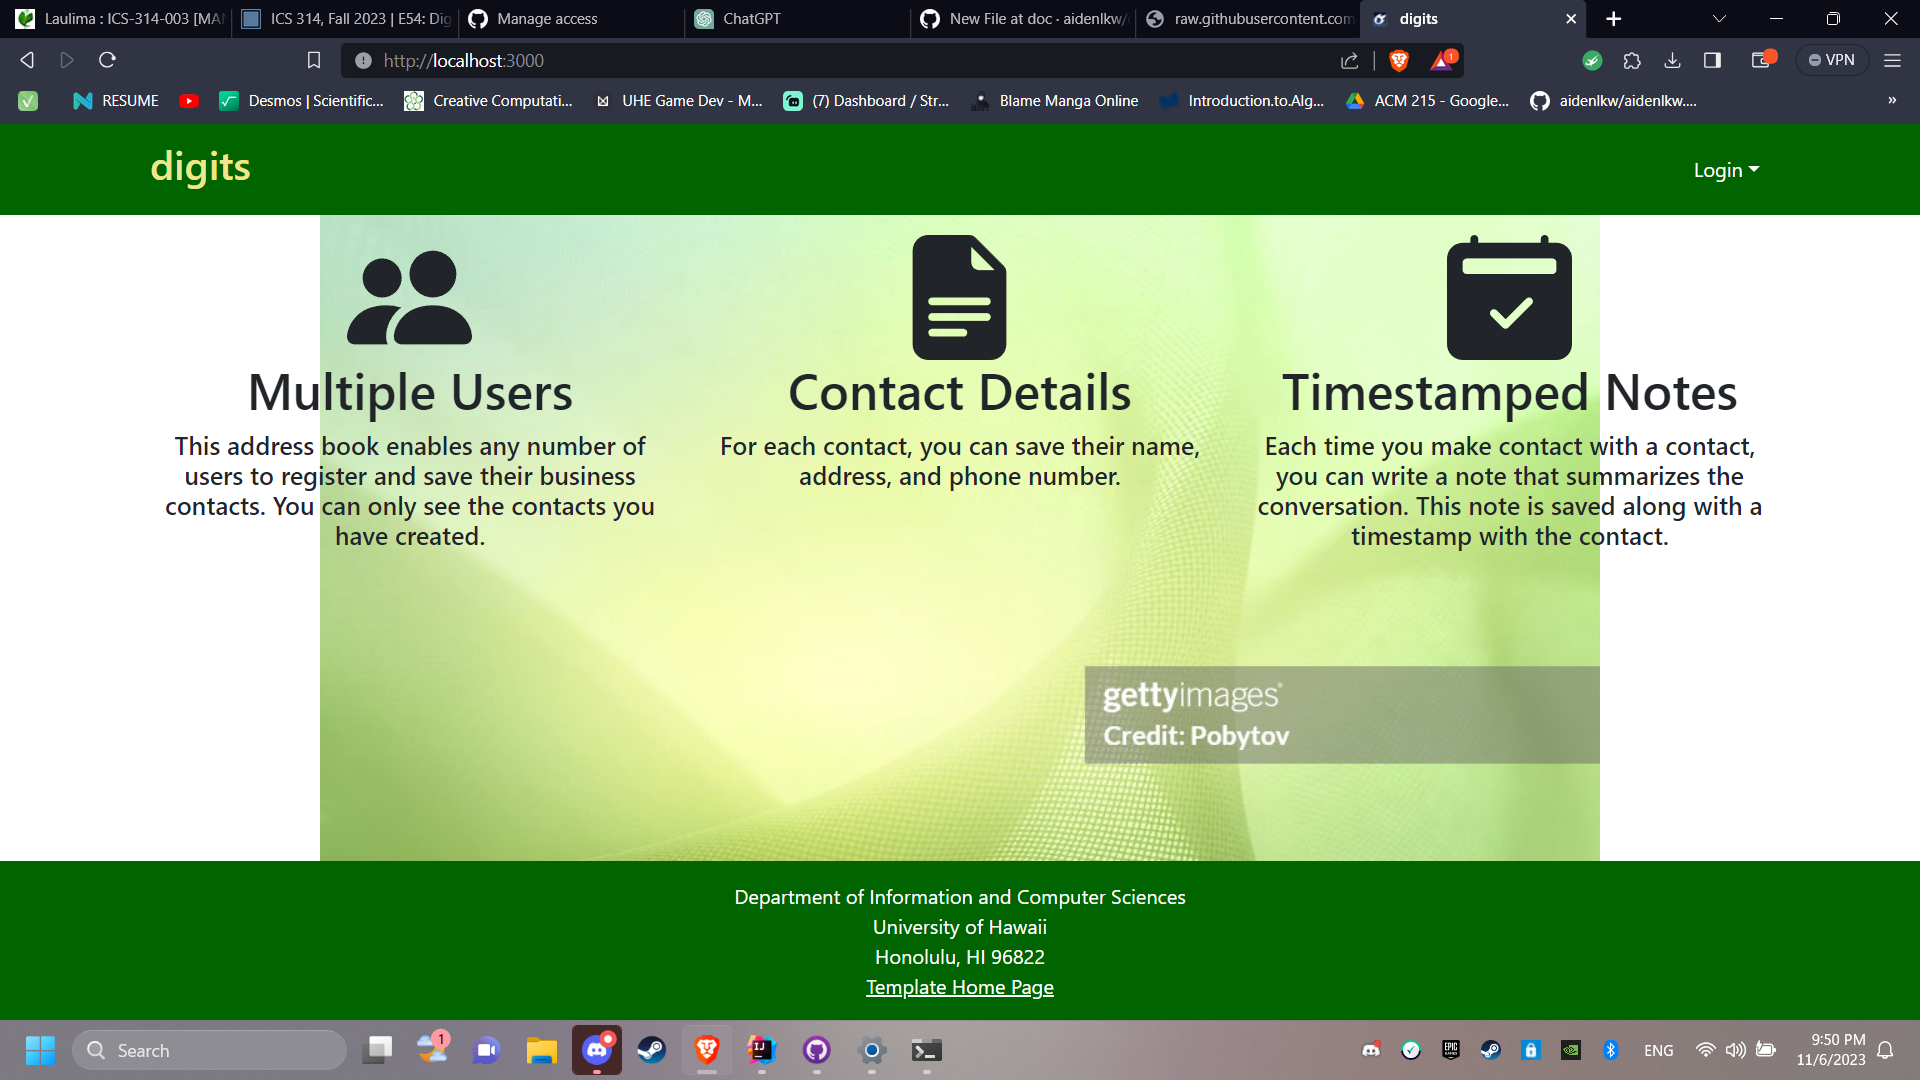 Laulima : ICS-314-003 [MAN
ICS 314, Fall 2023 | E54: Dig
Manage access
ChatGPT
New File at doc · aidenlkw/
raw.githubusercontent.com
digits
http://localhost:3000
1
VPN
RESUME
Desmos | Scientific...
Creative Computati...
UHE Game Dev - M...
(7) Dashboard / Str...
Blame Manga Online
Introduction.to.Alg...
ACM 215 - Google...
aidenlkw/aidenlkw....
»
digits
Login
Multiple Users
This address book enables any number of
users to register and save their business
contacts. You can only see the contacts you
have created.
Contact Details
For each contact, you can save their name,
address, and phone number.
Timestamped Notes
Each time you make contact with a contact,
you can write a note that summarizes the
conversation. This note is saved along with a
timestamp with the contact.
gettyimages®
Credit: Pobytov
Department of Information and Computer Sciences
University of Hawaii
Honolulu, HI 96822
Template Home Page
Search
1
IJ
EPIC
ENG
9:50 PM
11/6/2023